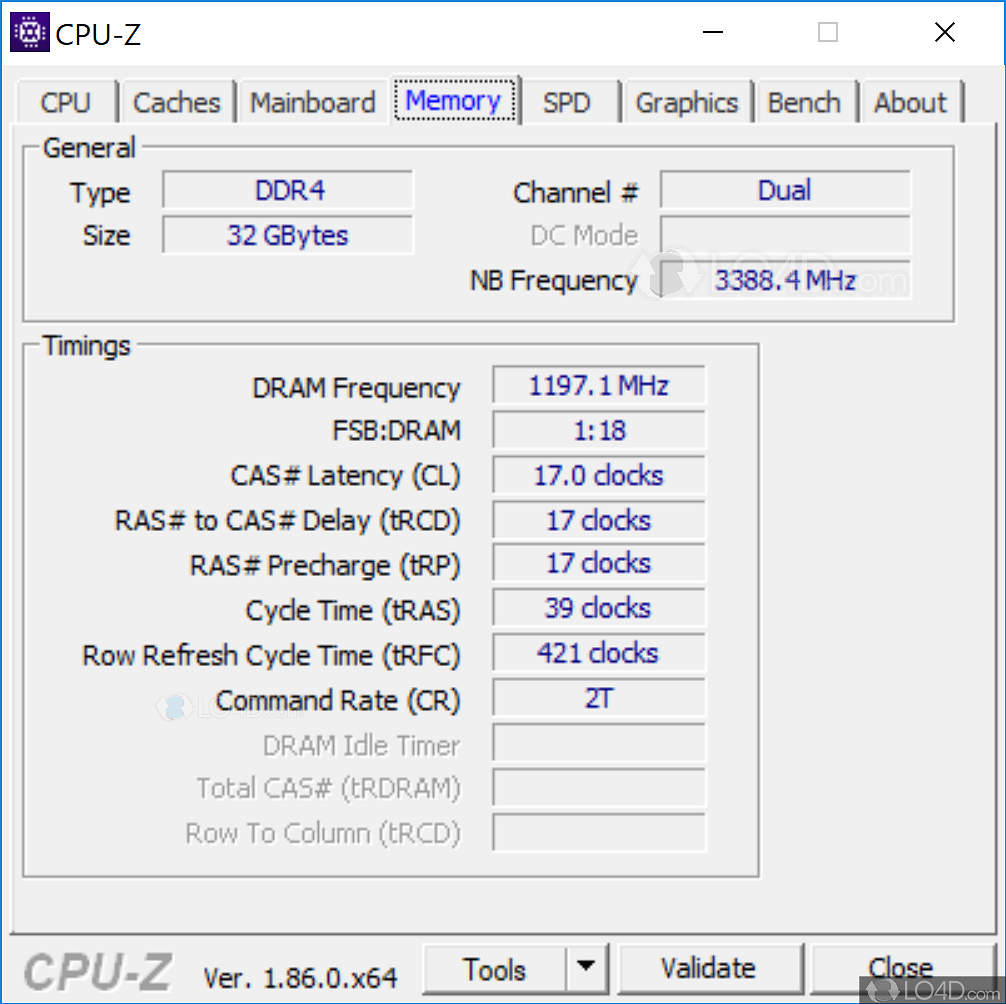 CPU-Z
CPU Caches Mainboard Memory SPD Graphics Bench About
General
Type DDR4 Channel # Dual
Size 32 GBytes DC Mode
NB Frequency 3388.4 MHz
LO4D.com
Timings
DRAM Frequency 1197.1 MHz
FSB:DRAM 1:18
CAS# Latency (CL) 17.0 clocks
RAS# to CAS# Delay (tRCD) 17 clocks
RAS# Precharge (tRP) 17 clocks
Cycle Time (tRAS) 39 clocks
Row Refresh Cycle Time (tRFC) 421 clocks
Command Rate (CR) 2T
LO4D.com
DRAM Idle Timer
Total CAS# (tRDRAM)
Row To Column (tRCD)
CPU-Z Ver. 1.86.0.x64 Tools Validate Close
LO4D.com